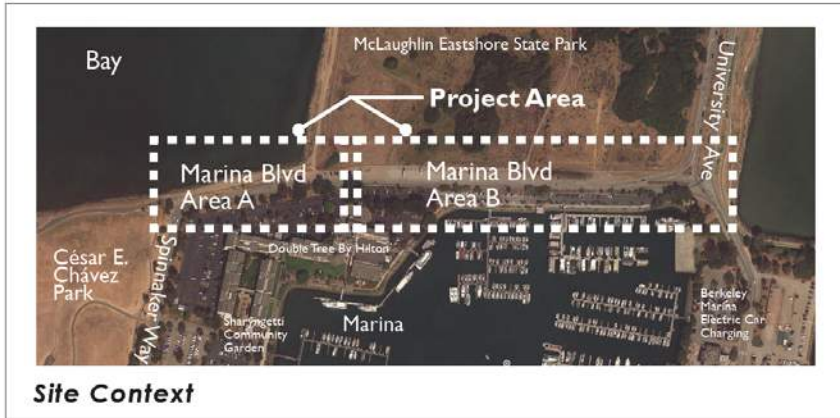 Bay
McLaughlin Eastshore State Park
University Ave
Project Area
Marina Blvd
Area A
Marina Blvd
Area B
César E.
Chávez
Park
Spinnaker Way
Double Tree By Hilton
Sharyngetti
Community
Garden
Marina
Berkeley
Marina
Electric Car
Charging
Site Context